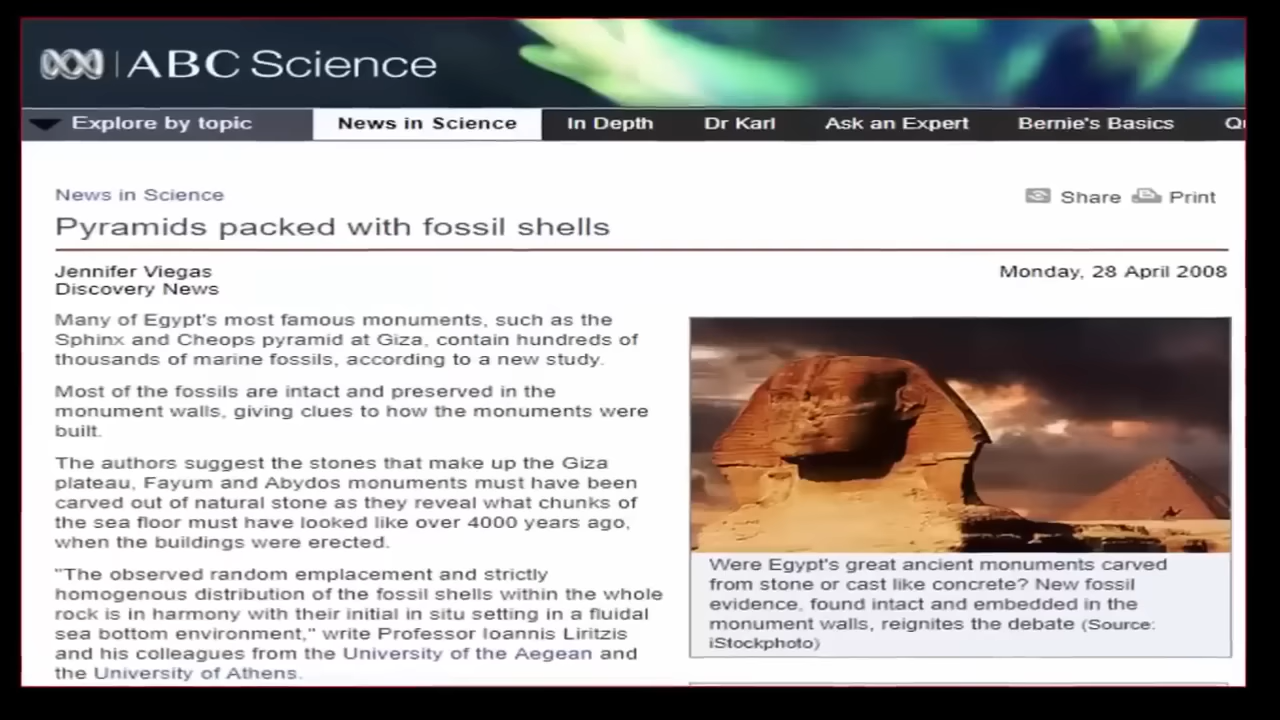 ABC Science
Explore by topic
News in Science
In Depth
Dr Karl
Ask an Expert
Bernie's Basics
News in Science
Share
Print
Pyramids packed with fossil shells
Jennifer Viegas
Discovery News
Monday, 28 April 2008
Many of Egypt's most famous monuments, such as the
Sphinx and Cheops pyramid at Giza, contain hundreds of
thousands of marine fossils, according to a new study.
Most of the fossils are intact and preserved in the
monument walls, giving clues to how the monuments were
built.
The authors suggest the stones that make up the Giza
plateau, Fayum and Abydos monuments must have been
carved out of natural stone as they reveal what chunks of
the sea floor must have looked like over 4000 years ago,
when the buildings were erected.
"The observed random emplacement and strictly
homogenous distribution of the fossil shells within the whole
rock is in harmony with their initial in situ setting in a fluidal
sea bottom environment," write Professor Ioannis Liritzis
and his colleagues from the University of the Aegean and
the University of Athens.
Were Egypt's great ancient monuments carved
from stone or cast like concrete? New fossil
evidence, found intact and embedded in the
monument walls, reignites the debate (Source:
iStockphoto)